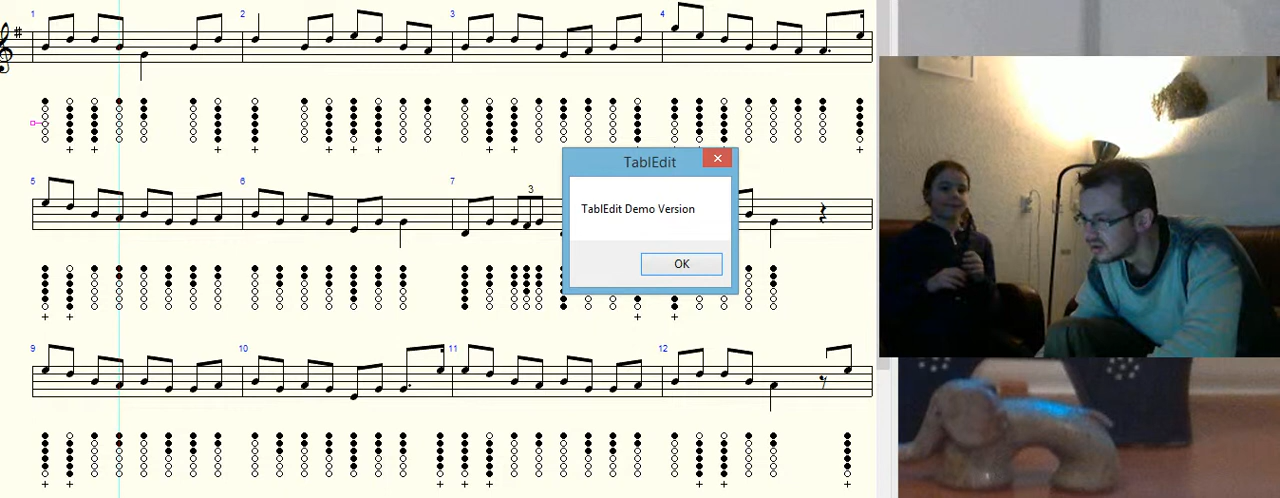 1 2 3 4
TablEdit
TablEdit Demo Version
OK
5 6 7 3
9 10 11 12